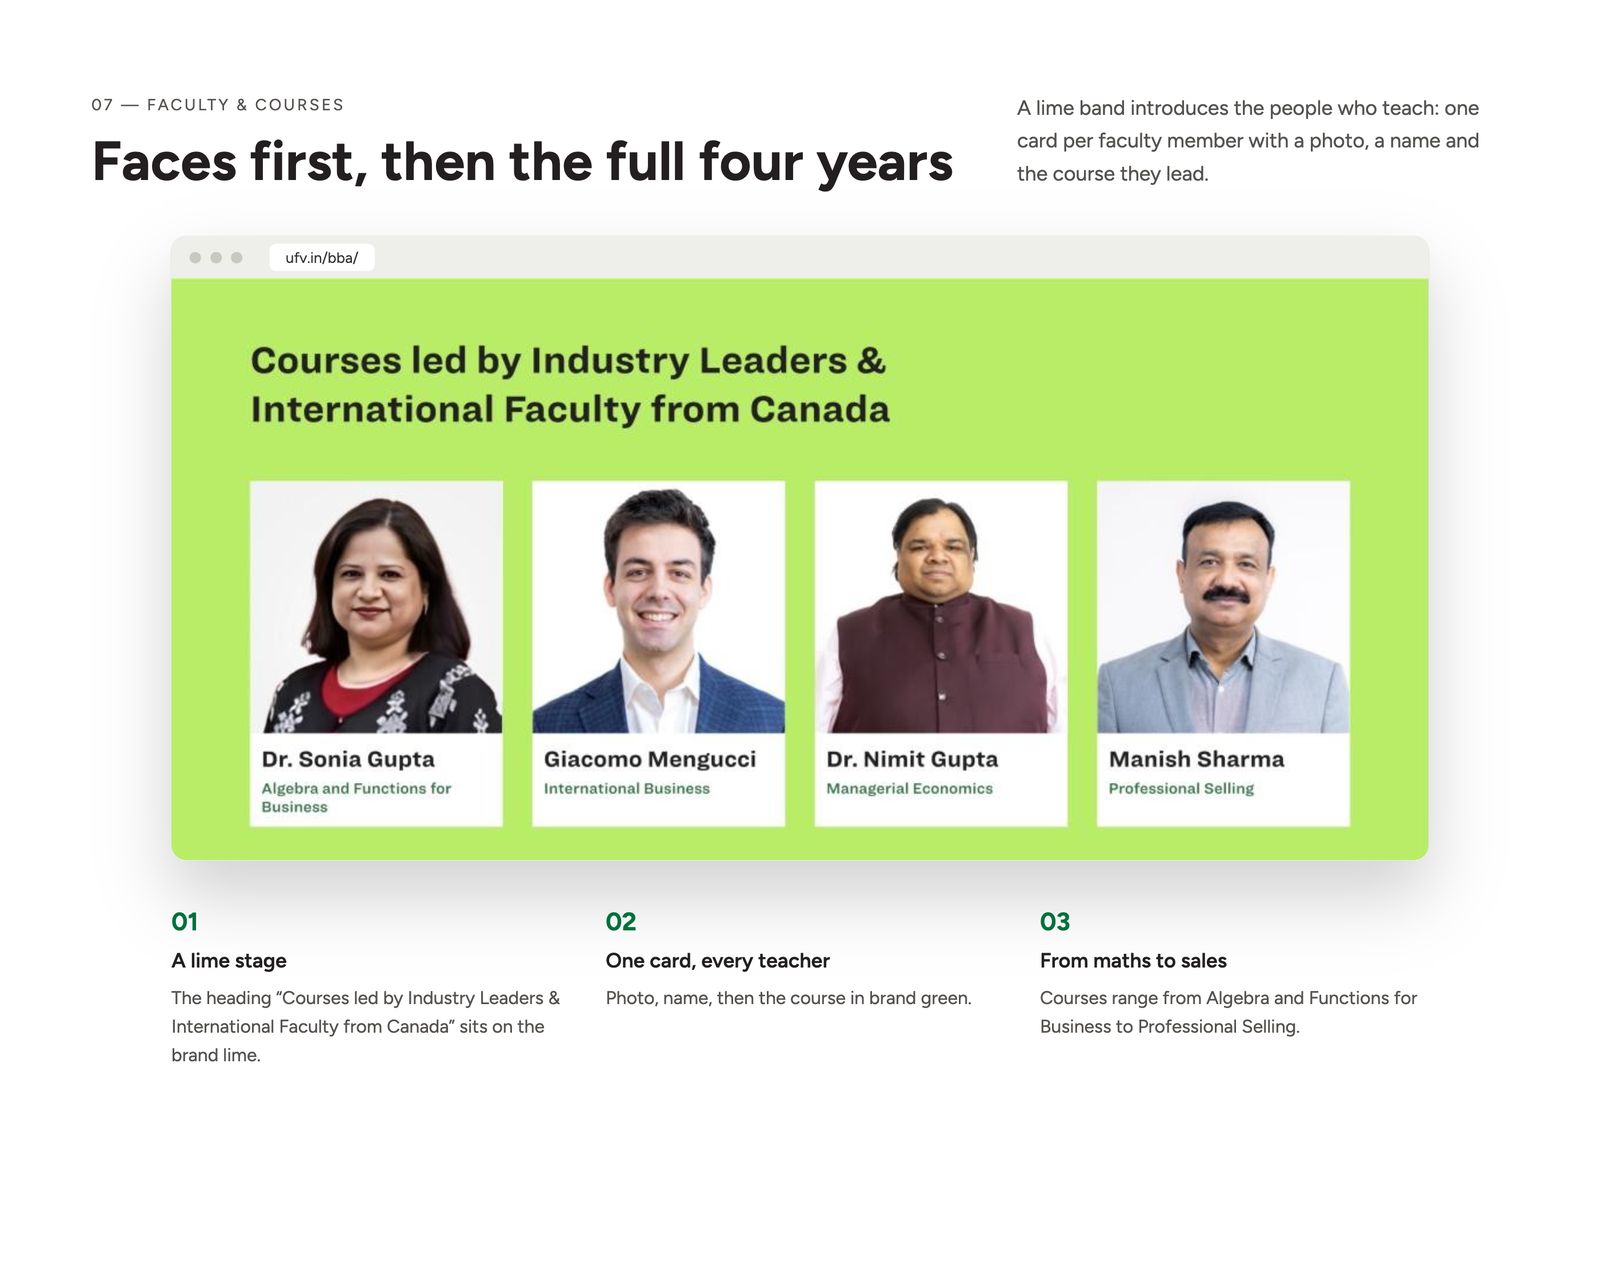 07 — FACULTY & COURSES
Faces first, then the full four years
A lime band introduces the people who teach: one
card per faculty member with a photo, a name and
the course they lead.
ufv.in/bba/
Courses led by Industry Leaders &
International Faculty from Canada
Dr. Sonia Gupta
Algebra and Functions for
Business
Giacomo Mengucci
International Business
Dr. Nimit Gupta
Managerial Economics
Manish Sharma
Professional Selling
01
A lime stage
The heading “Courses led by Industry Leaders &
International Faculty from Canada” sits on the
brand lime.
02
One card, every teacher
Photo, name, then the course in brand green.
03
From maths to sales
Courses range from Algebra and Functions for
Business to Professional Selling.